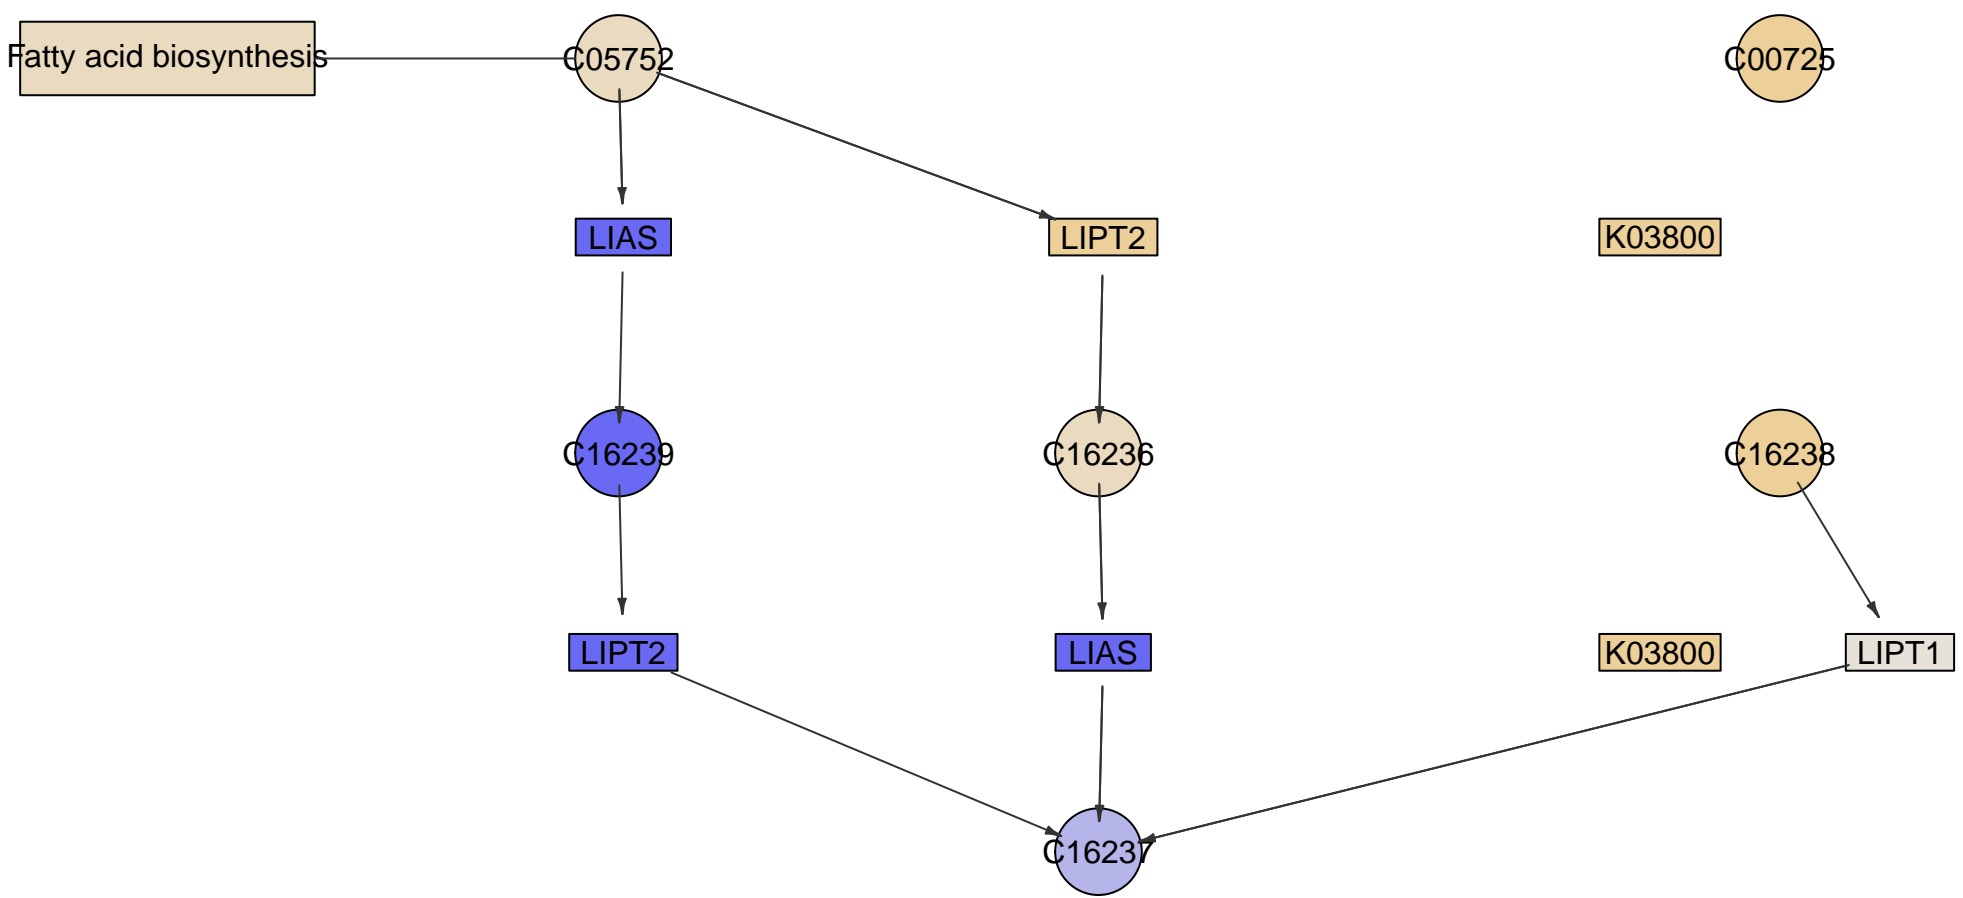 Fatty acid biosynthesis
C05752
C00725
LIAS
LIPT2
K03800
C16239
C16236
C16238
LIPT2
LIAS
K03800
LIPT1
C16237